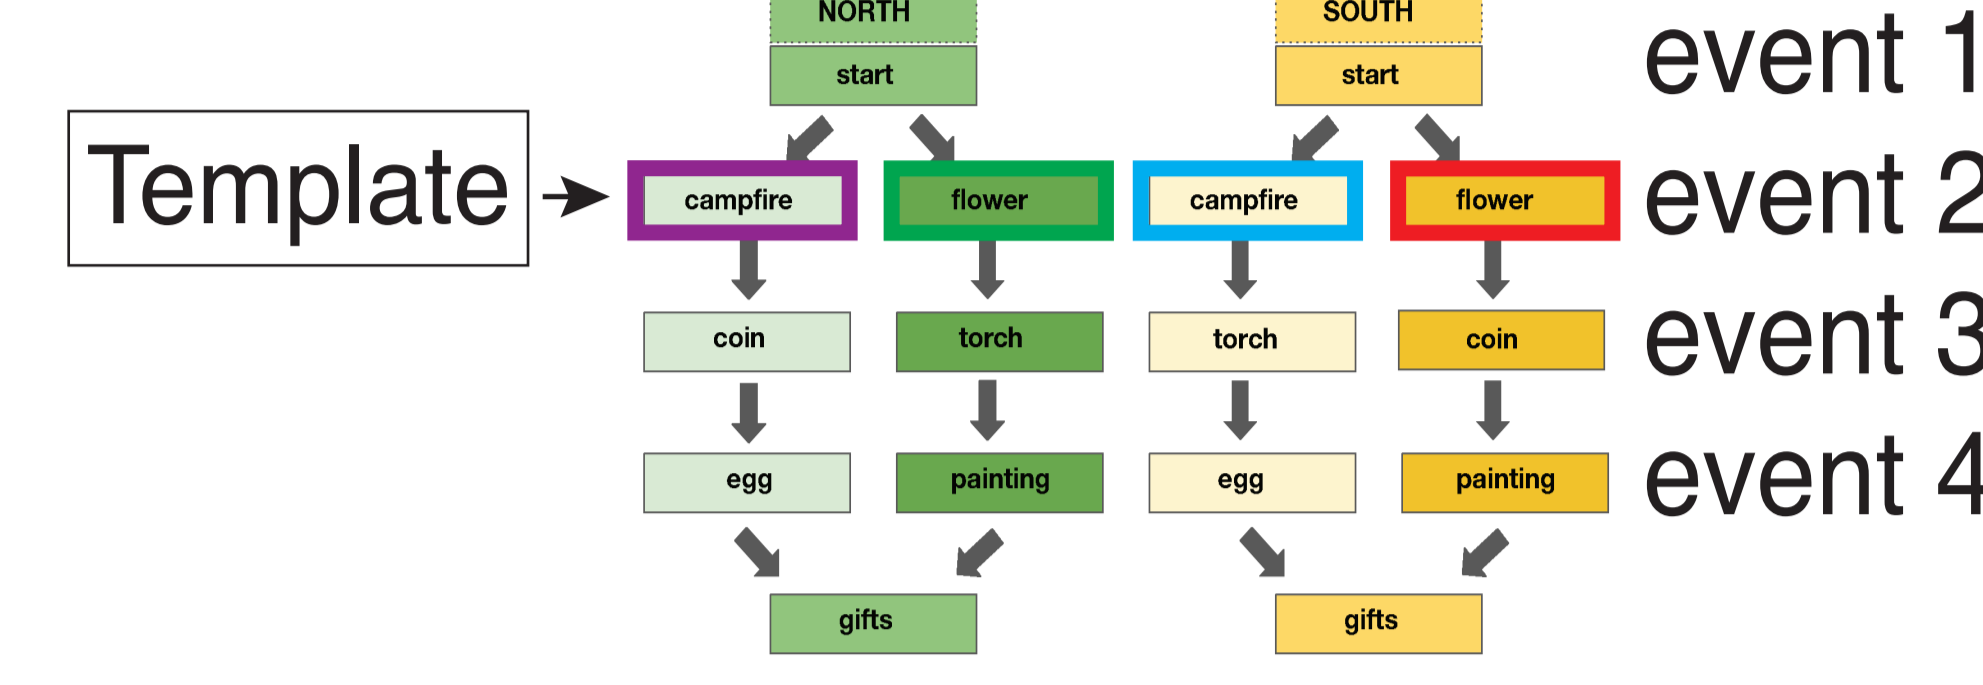 NORTH SOUTH event 1
start start
Template campfire flower campfire flower event 2
coin torch torch coin event 3
egg painting egg painting event 4
gifts gifts